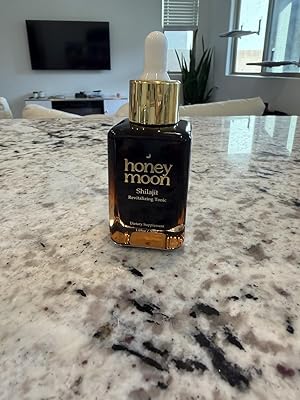 honey
moon
Shilajit
Revitalizing Tonic
Dietary Supplement